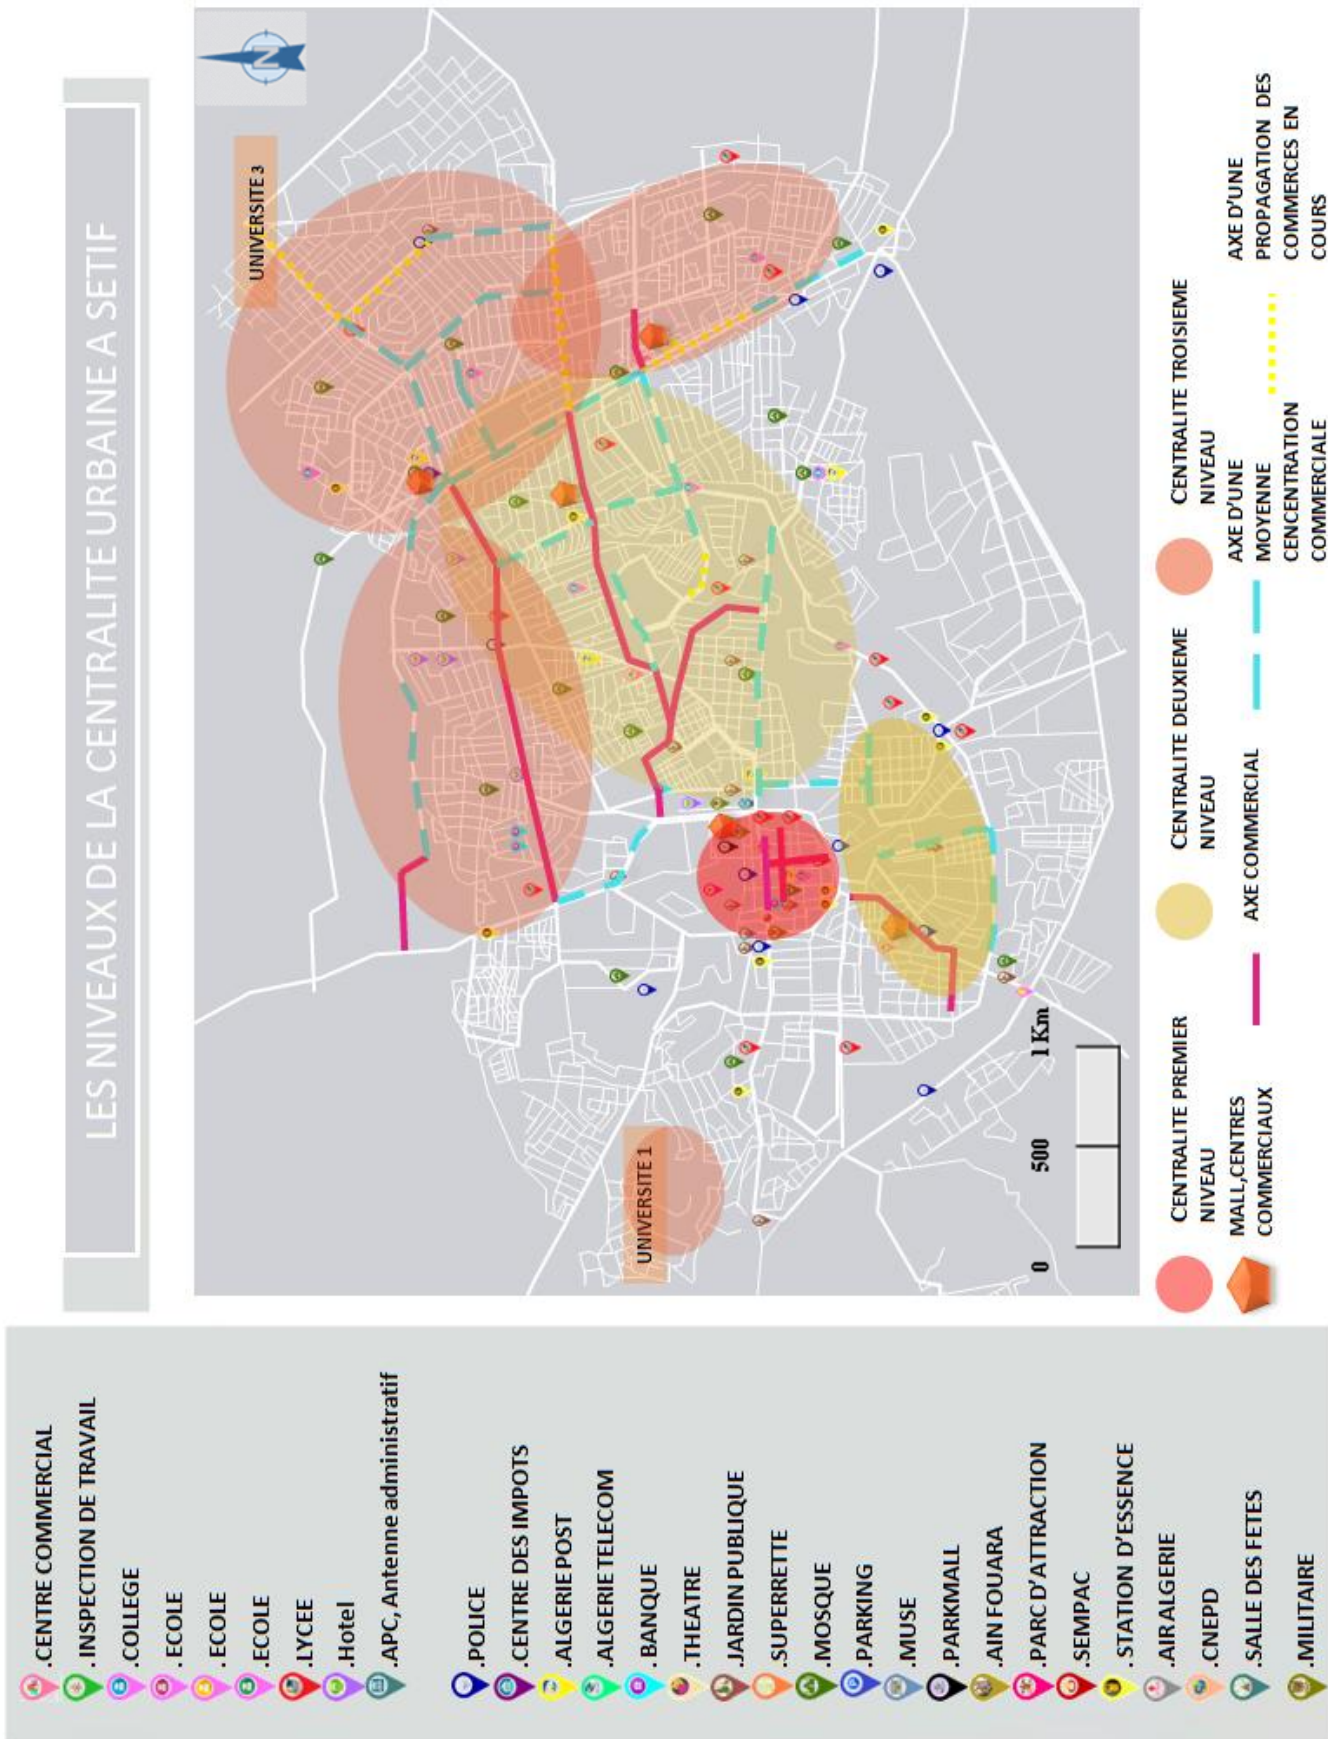 LES NIVEAUX DE LA CENTRALITE URBAINE A SETIF
N
UNIVERSITE 3
UNIVERSITE 1
0 500 1 Km
CENTRALITE PREMIER
NIVEAU
CENTRALITE DEUXIEME
NIVEAU
CENTRALITE TROISIEME
NIVEAU
MALL,CENTRES
COMMERCIAUX
AXE COMMERCIAL
AXE D'UNE
MOYENNE
CENCENTRATION
COMMERCIALE
AXE D'UNE
PROPAGATION DES
COMMERCES EN
COURS
.CENTRE COMMERCIAL
.INSPECTION DE TRAVAIL
.COLLEGE
.ECOLE
.ECOLE
.ECOLE
.LYCEE
.Hotel
.APC, Antenne administratif
.POLICE
.CENTRE DES IMPOTS
.ALGERIE POST
.ALGERIE TELECOM
.BANQUE
.THEATRE
.JARDIN PUBLIQUE
.SUPERRETTE
.MOSQUE
.PARKING
.MUSE
.PARKMALL
.AIN FOUARA
.PARC D'ATTRACTION
.SEMPAC
.STATION D'ESSENCE
.AIR ALGERIE
.CNEPD
.SALLE DES FETES
.MILITAIRE